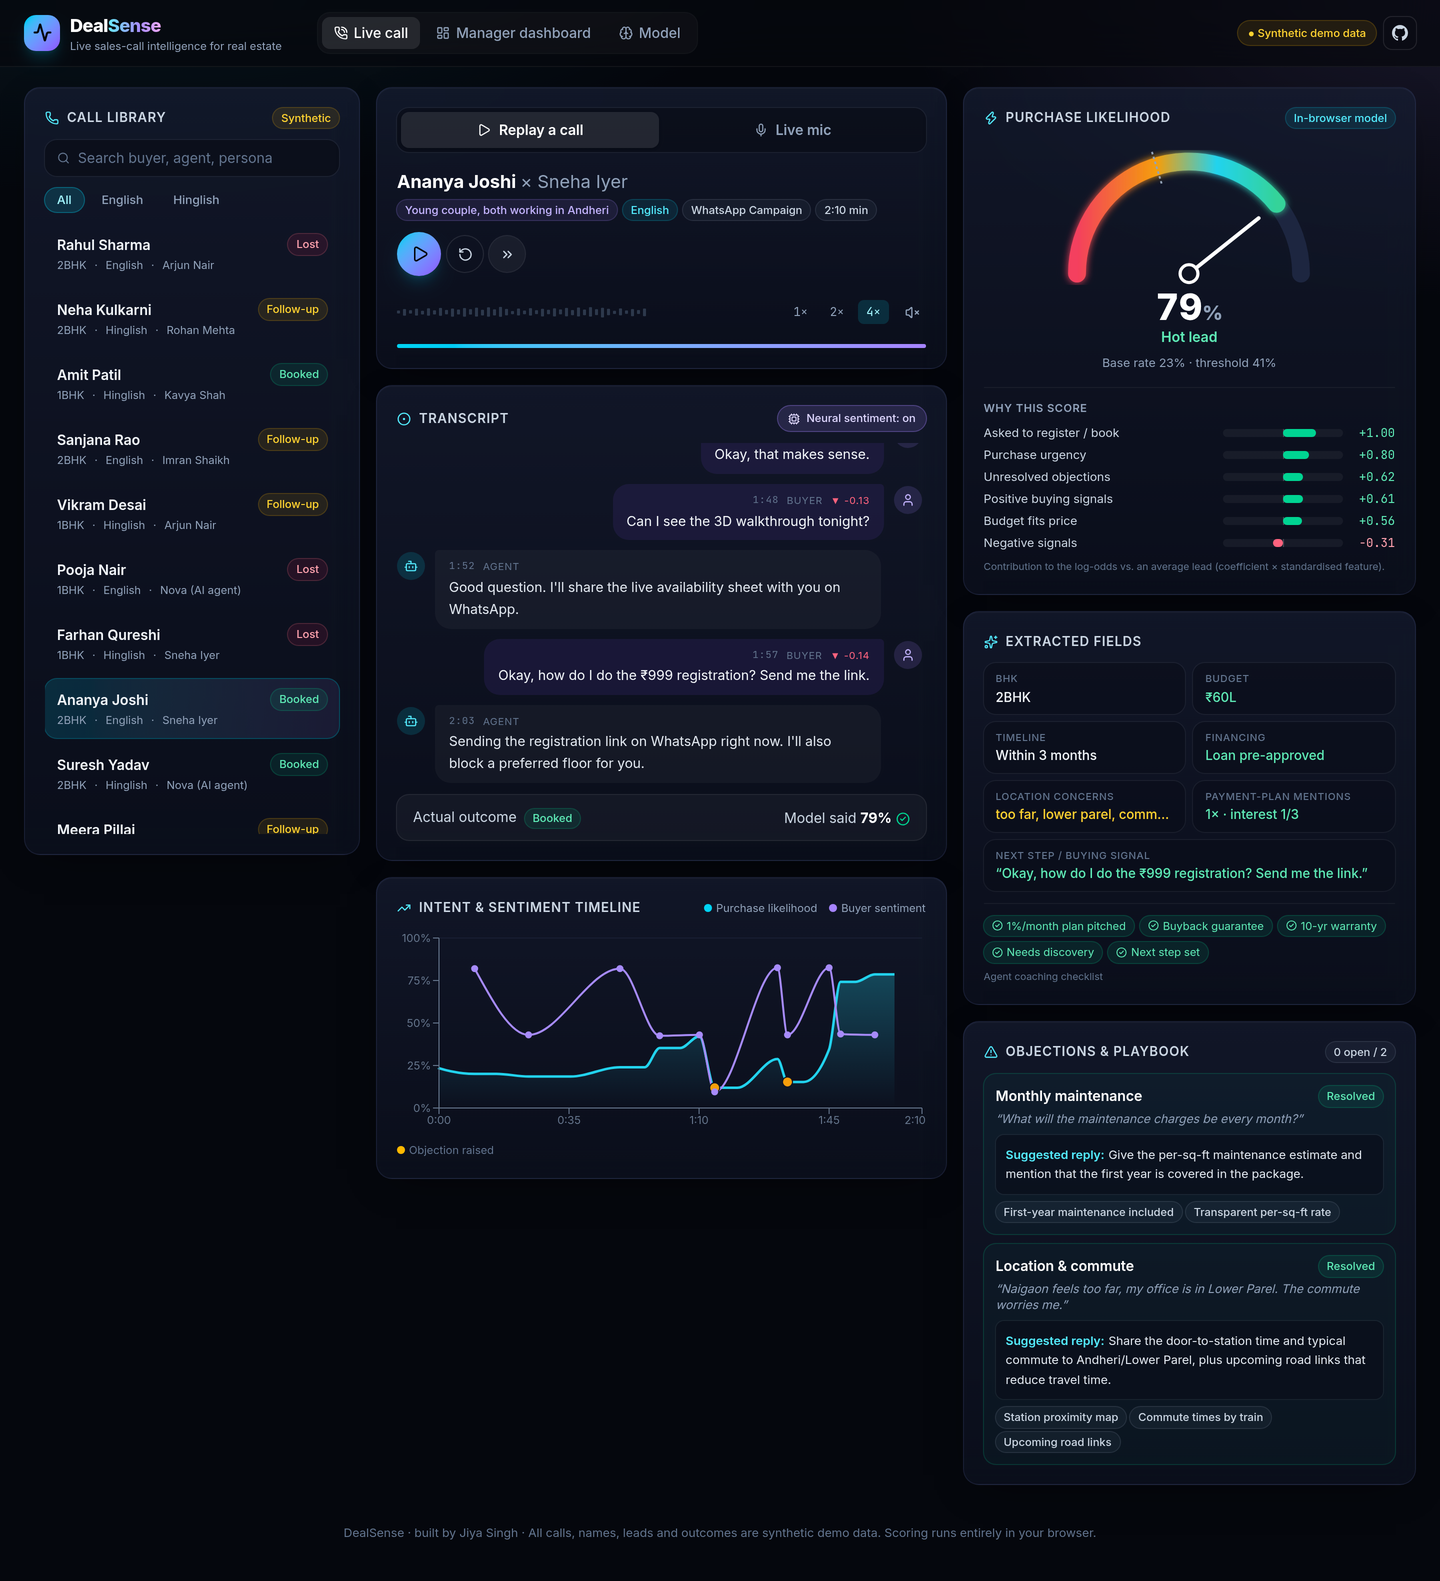 DealSense
Live sales-call intelligence for real estate
Live call
Manager dashboard
Model
Synthetic demo data
CALL LIBRARY
Synthetic
Search buyer, agent, persona
All
English
Hinglish
Rahul Sharma
Lost
2BHK · English · Arjun Nair
Neha Kulkarni
Follow-up
2BHK · Hinglish · Rohan Mehta
Amit Patil
Booked
1BHK · Hinglish · Kavya Shah
Sanjana Rao
Follow-up
2BHK · English · Imran Shaikh
Vikram Desai
Follow-up
1BHK · Hinglish · Arjun Nair
Pooja Nair
Lost
1BHK · English · Nova (AI agent)
Farhan Qureshi
Lost
1BHK · Hinglish · Sneha Iyer
Ananya Joshi
Booked
2BHK · English · Sneha Iyer
Suresh Yadav
Booked
2BHK · Hinglish · Nova (AI agent)
Meera Pillai
Follow-up
Replay a call
Live mic
Ananya Joshi × Sneha Iyer
Young couple, both working in Andheri
English
WhatsApp Campaign
2:10 min
1×
2×
4×
TRANSCRIPT
Neural sentiment: on
Okay, that makes sense.
1:48 BUYER ▼ -0.13
Can I see the 3D walkthrough tonight?
1:52 AGENT
Good question. I'll share the live availability sheet with you on
WhatsApp.
1:57 BUYER ▼ -0.14
Okay, how do I do the ₹999 registration? Send me the link.
2:03 AGENT
Sending the registration link on WhatsApp right now. I'll also
block a preferred floor for you.
Actual outcome
Booked
Model said 79%
INTENT & SENTIMENT TIMELINE
Purchase likelihood
Buyer sentiment
100%
75%
50%
25%
0%
0:00
0:35
1:10
1:45
2:10
Objection raised
PURCHASE LIKELIHOOD
In-browser model
79%
Hot lead
Base rate 23% · threshold 41%
WHY THIS SCORE
Asked to register / book
+1.00
Purchase urgency
+0.80
Unresolved objections
+0.62
Positive buying signals
+0.61
Budget fits price
+0.56
Negative signals
-0.31
Contribution to the log-odds vs. an average lead (coefficient × standardised feature).
EXTRACTED FIELDS
BHK
2BHK
BUDGET
₹60L
TIMELINE
Within 3 months
FINANCING
Loan pre-approved
LOCATION CONCERNS
too far, lower parel, comm...
PAYMENT-PLAN MENTIONS
1× · interest 1/3
NEXT STEP / BUYING SIGNAL
“Okay, how do I do the ₹999 registration? Send me the link.”
1%/month plan pitched
Buyback guarantee
10-yr warranty
Needs discovery
Next step set
Agent coaching checklist
OBJECTIONS & PLAYBOOK
0 open / 2
Monthly maintenance
Resolved
“What will the maintenance charges be every month?”
Suggested reply: Give the per-sq-ft maintenance estimate and
mention that the first year is covered in the package.
First-year maintenance included
Transparent per-sq-ft rate
Location & commute
Resolved
“Naigaon feels too far, my office is in Lower Parel. The commute
worries me.”
Suggested reply: Share the door-to-station time and typical
commute to Andheri/Lower Parel, plus upcoming road links that
reduce travel time.
Station proximity map
Commute times by train
Upcoming road links
DealSense · built by Jiya Singh · All calls, names, leads and outcomes are synthetic demo data. Scoring runs entirely in your browser.